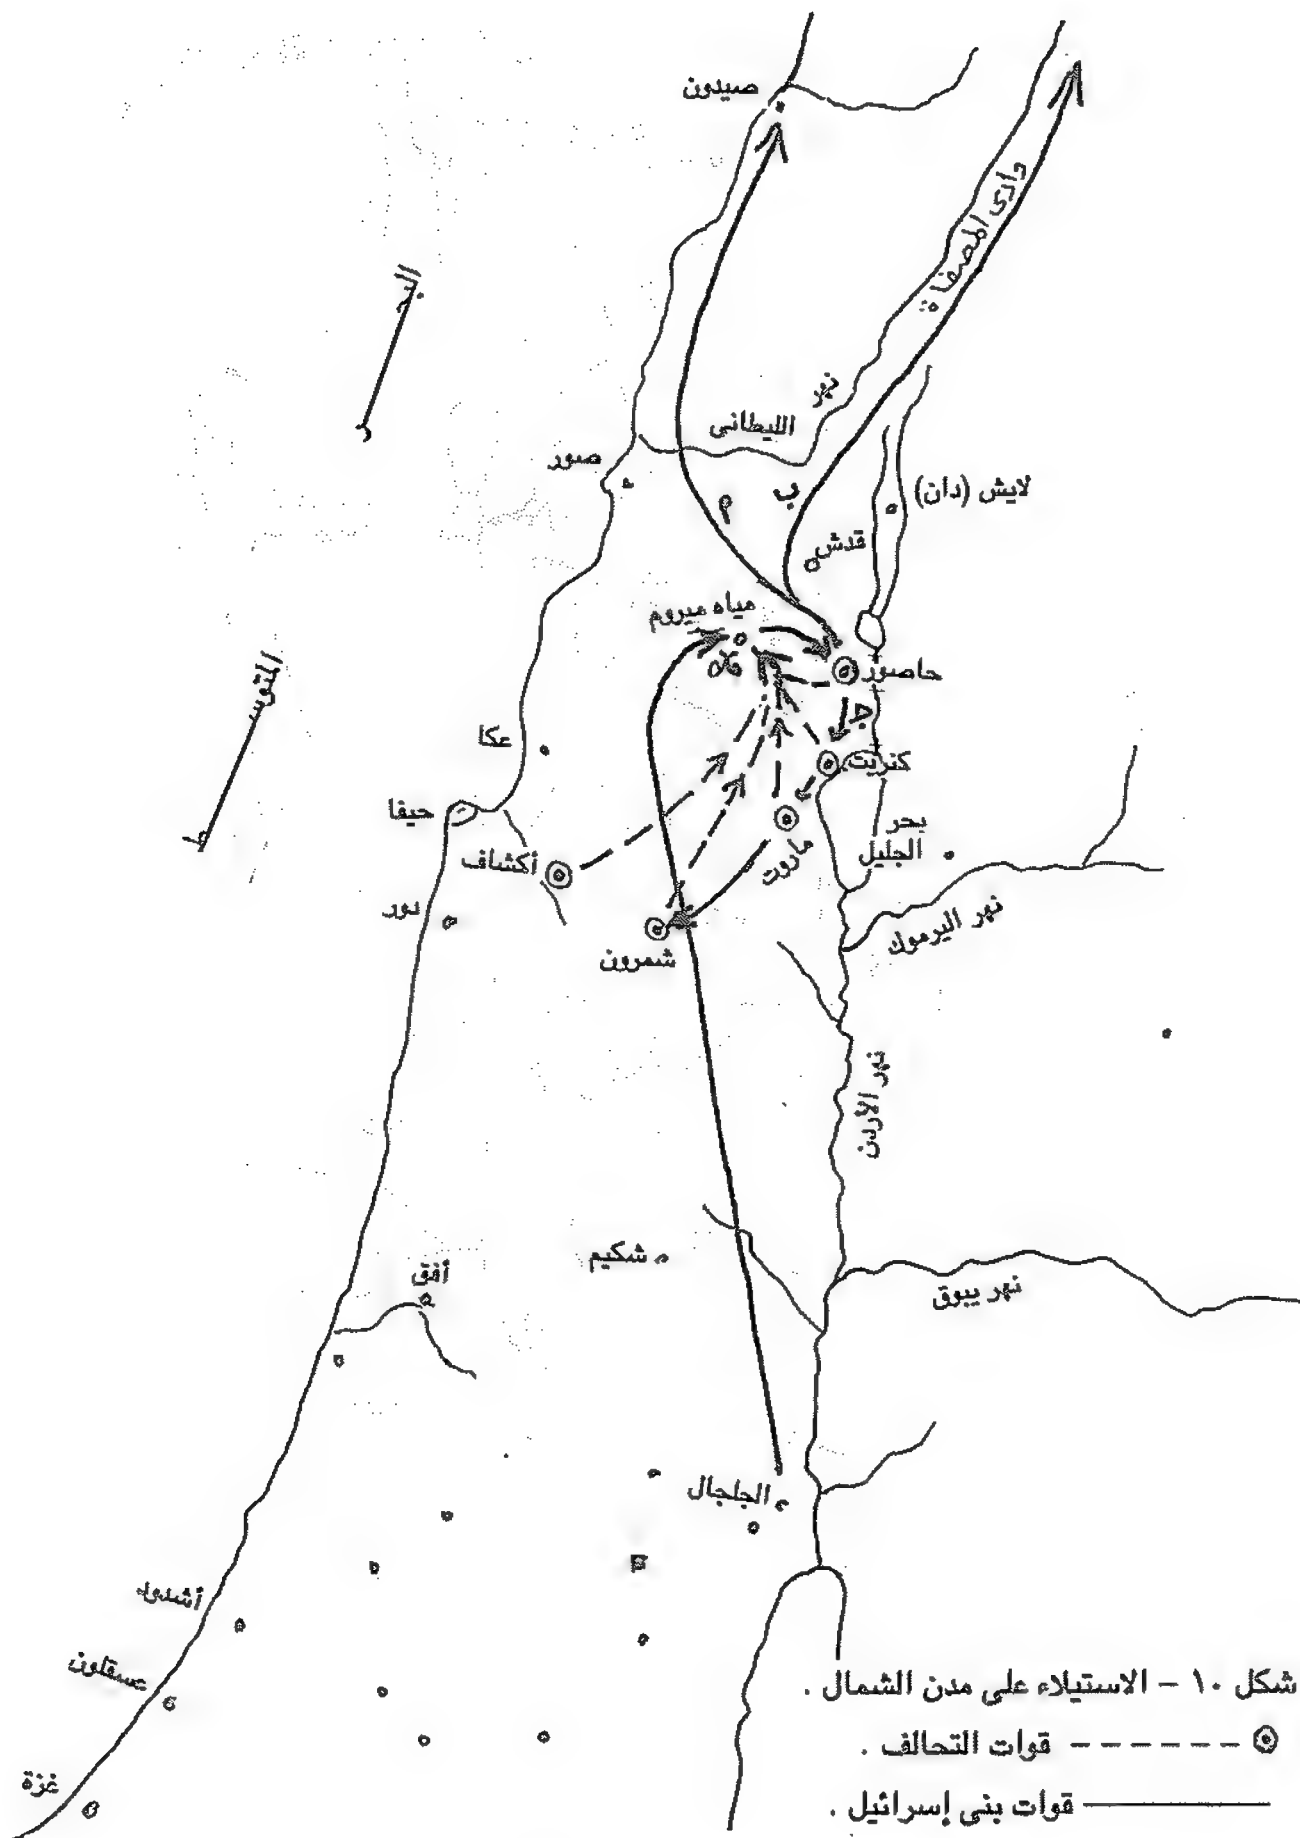 صيدون
وادى المصفاة
البحر
نهر
الليطانى
صور
لايش (دان)
أ
ب
قدش
مياه ميروم
حاصور
المتوسط
ج
عكا
كنريت
حيفا
بحر
الجليل
ماروت
أكشاف
دور
نهر اليرموك
شمرون
نهر الأردن
شكيم
أفق
نهر يبوق
الجلجال
أشدود
عسقلون
غزة
شكل ١٠ - الاستيلاء على مدن الشمال .
قوات التحالف .
قوات بنى إسرائيل .